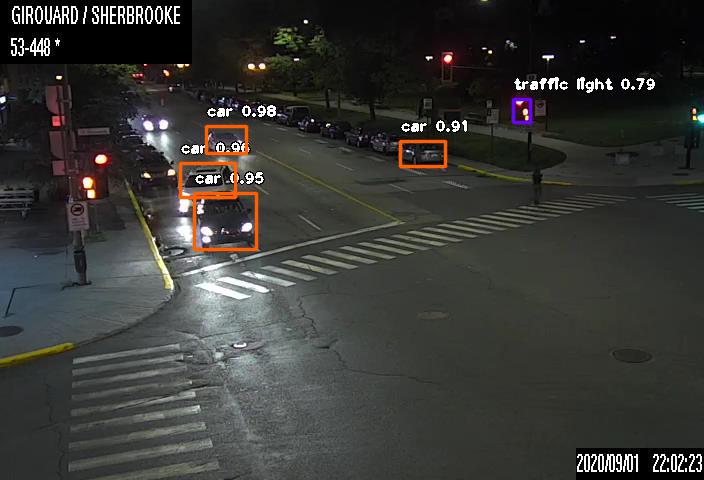 GIROUARD / SHERBROOKE
53-448 *
traffic light 0.79
car 0.98
car 0.91
car 0.96
car 0.95
2020/09/01 22:02:23